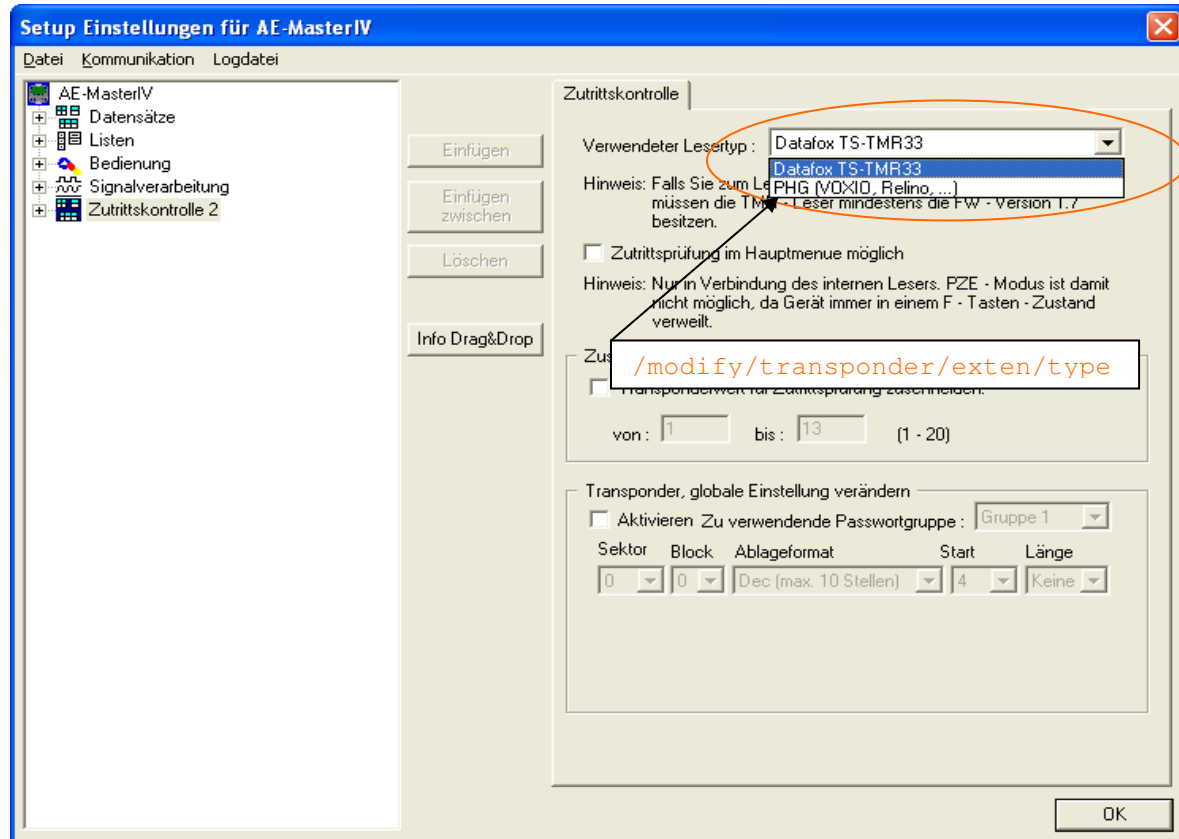 Setup Einstellungen für AE-MasterIV
Datei Kommunikation Logdatei
AE-MasterIV
Datensätze
Listen
Bedienung
Signalverarbeitung
Zutrittskontrolle 2
Einfügen
Einfügen
zwischen
Löschen
Info Drag&Drop
Zutrittskontrolle
Verwendeter Lesertyp : Datafox TS-TMR33
Datafox TS-TMR33
PHG (VOXIO, Relino, ...)
Hinweis: Falls Sie zum
müssen die Leser mindestens die FW - Version 1.7
besitzen.
Zutrittsprüfung im Hauptmenue möglich
Hinweis: Nur in Verbindung des internen Lesers. PZE - Modus ist damit
nicht möglich, da Gerät immer in einem F - Tasten - Zustand
verweilt.
/modify/transponder/exten/type
Transponderwert für Zutrittsprüfung zuschneiden.
von : 1 bis : 13 (1 - 20)
Transponder, globale Einstellung verändern
Aktivieren Zu verwendende Passwortgruppe : Gruppe 1
Sektor Block Ablageformat Start Länge
0 0 Dec (max. 10 Stellen) 4 Keine
OK